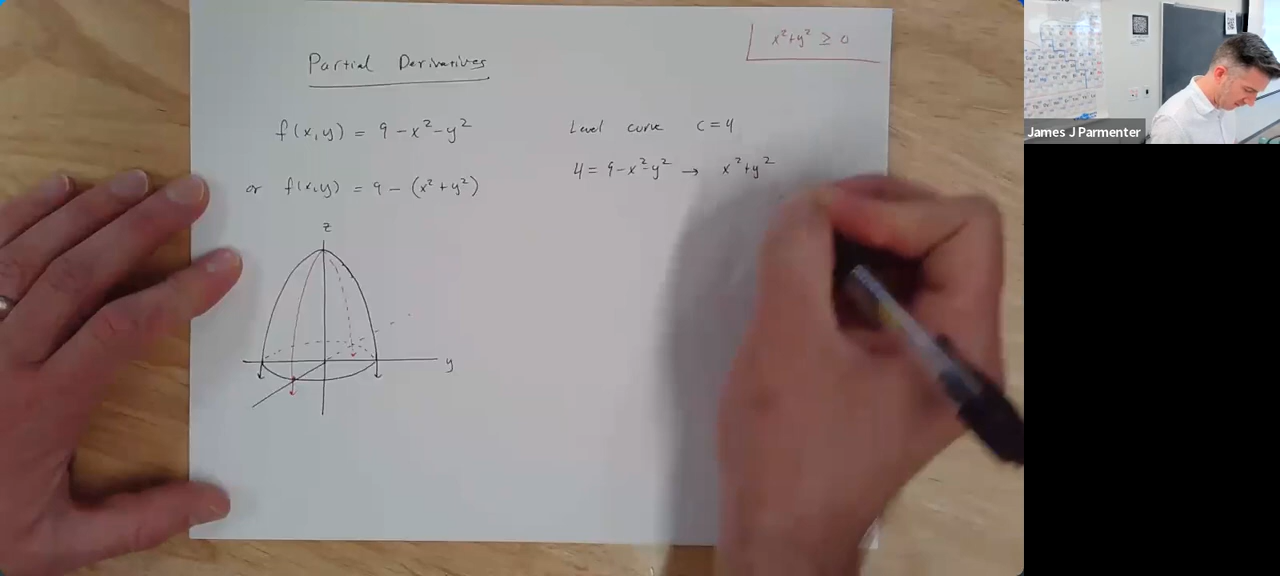 x²+y² ≥ 0
Partial Derivatives
f(x,y) = 9-x²-y²
or f(x,y) = 9 - (x²+y²)
z
y
Level curve c=4
4 = 9-x²-y² → x²+y²
James J Parmenter